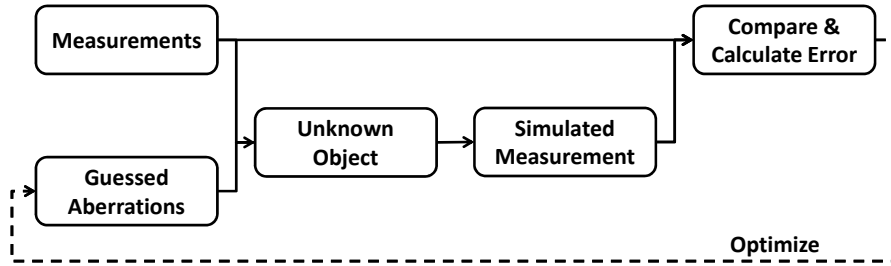 Measurements
Compare &
Calculate Error
Unknown
Object
Simulated
Measurement
Guessed
Aberrations
Optimize